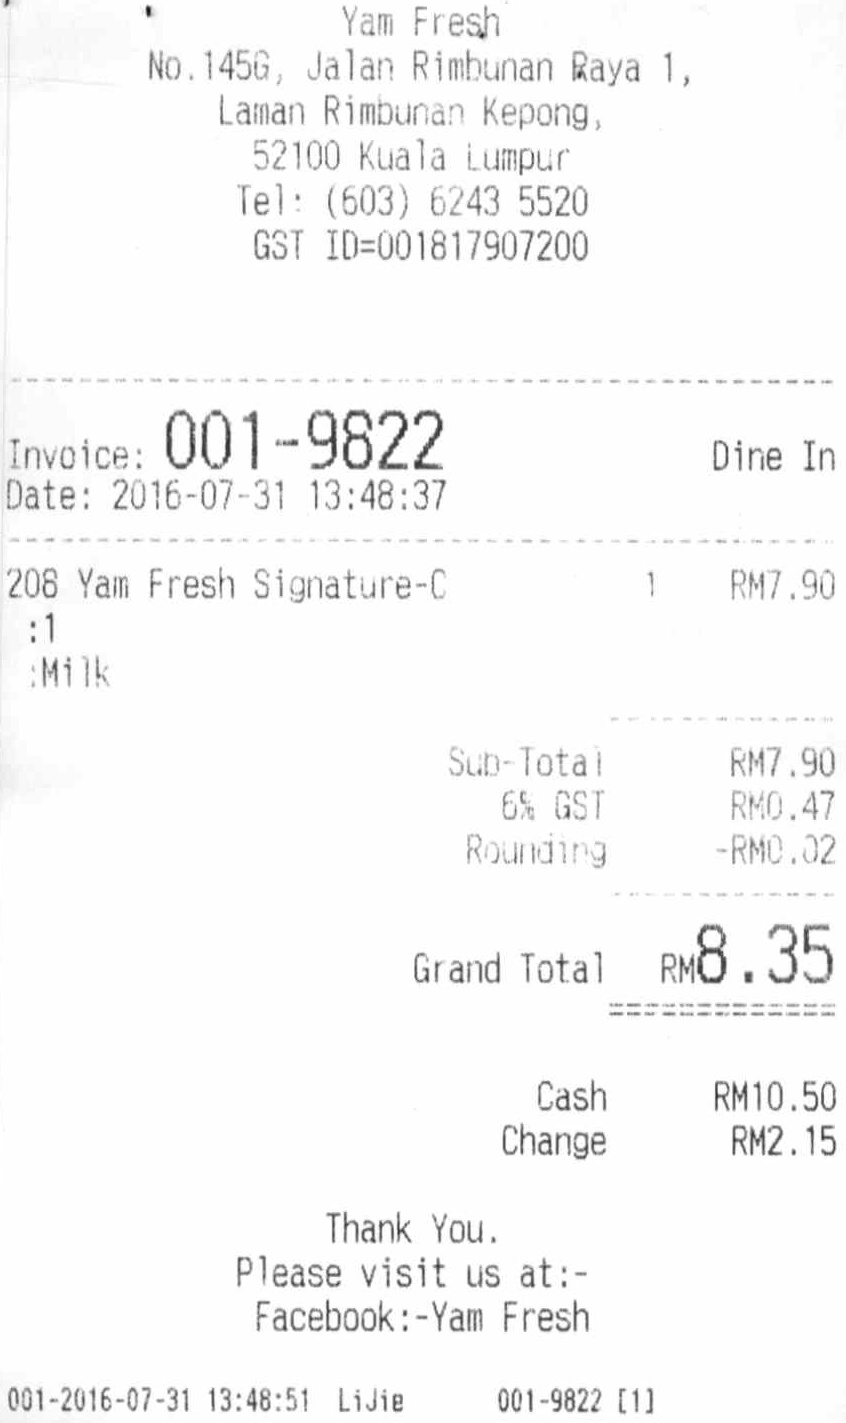 Yam Fresh
No.145G, Jalan Rimbunan Raya 1,
Laman Rimbunan Kepong,
52100 Kuala Lumpur
Tel: (603) 6243 5520
GST ID=001817907200
Invoice: 001-9822 Dine In
Date: 2016-07-31 13:48:37
208 Yam Fresh Signature-C 1 RM7.90
:1
:Milk
Sub-Total RM7.90
6% GST RM0.47
Rounding -RM0.02
Grand Total RM8.35
Cash RM10.50
Change RM2.15
Thank You.
Please visit us at:-
Facebook:-Yam Fresh
001-2016-07-31 13:48:51 LiJie 001-9822 [1]